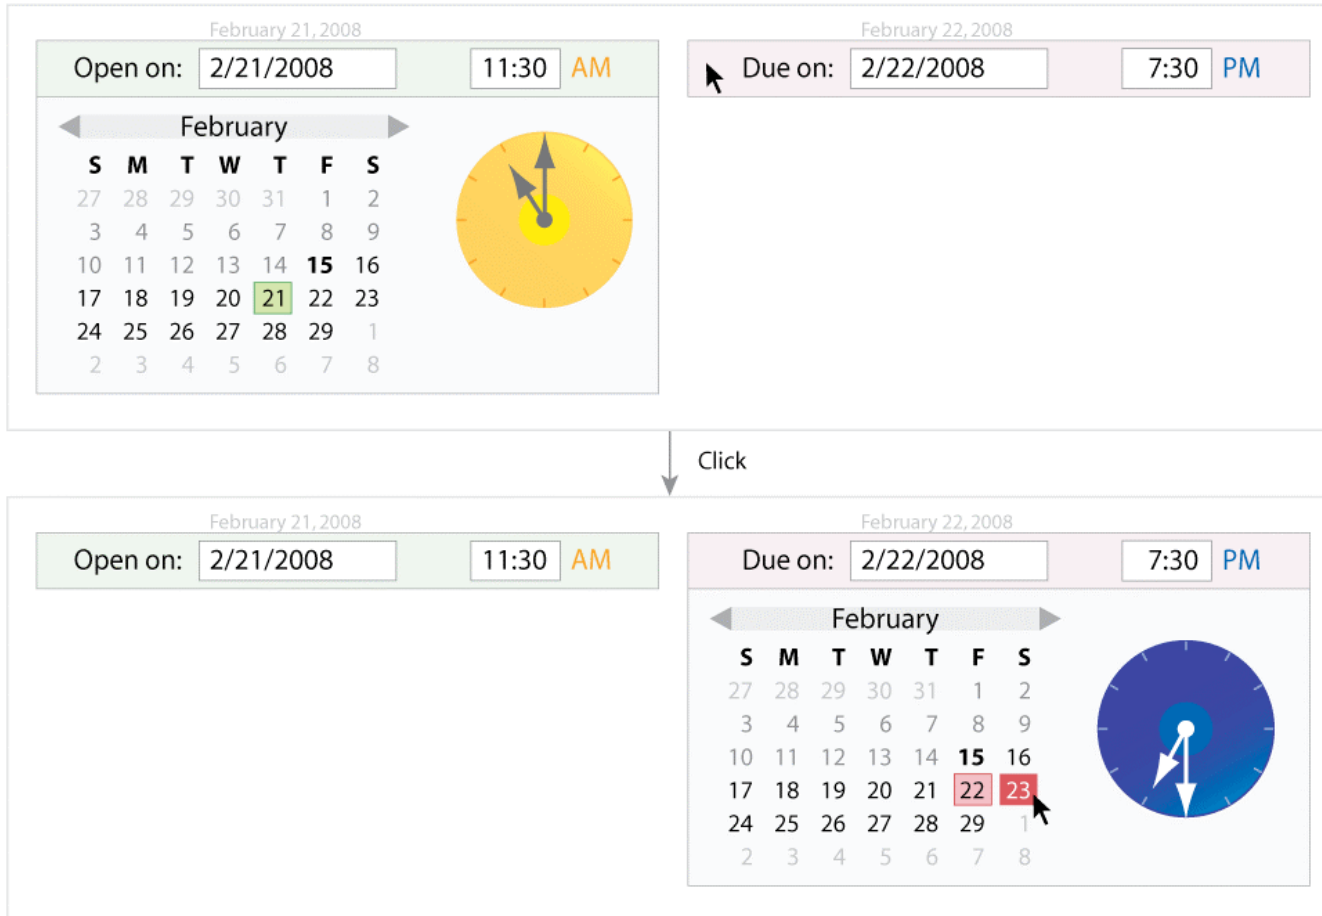 February 21, 2008
Open on: 2/21/2008 11:30 AM
February
S M T W T F S
27 28 29 30 31 1 2
3 4 5 6 7 8 9
10 11 12 13 14 15 16
17 18 19 20 21 22 23
24 25 26 27 28 29 1
2 3 4 5 6 7 8
February 22, 2008
Due on: 2/22/2008 7:30 PM
Click
February 21, 2008
Open on: 2/21/2008 11:30 AM
February 22, 2008
Due on: 2/22/2008 7:30 PM
February
S M T W T F S
27 28 29 30 31 1 2
3 4 5 6 7 8 9
10 11 12 13 14 15 16
17 18 19 20 21 22 23
24 25 26 27 28 29 1
2 3 4 5 6 7 8